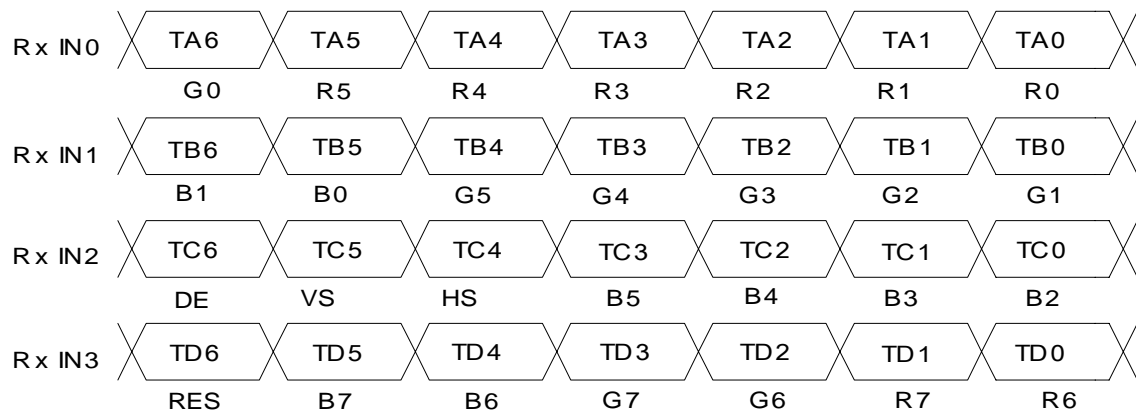 Rx IN0 TA6 TA5 TA4 TA3 TA2 TA1 TA0
G0 R5 R4 R3 R2 R1 R0
Rx IN1 TB6 TB5 TB4 TB3 TB2 TB1 TB0
B1 B0 G5 G4 G3 G2 G1
Rx IN2 TC6 TC5 TC4 TC3 TC2 TC1 TC0
DE VS HS B5 B4 B3 B2
Rx IN3 TD6 TD5 TD4 TD3 TD2 TD1 TD0
RES B7 B6 G7 G6 R7 R6